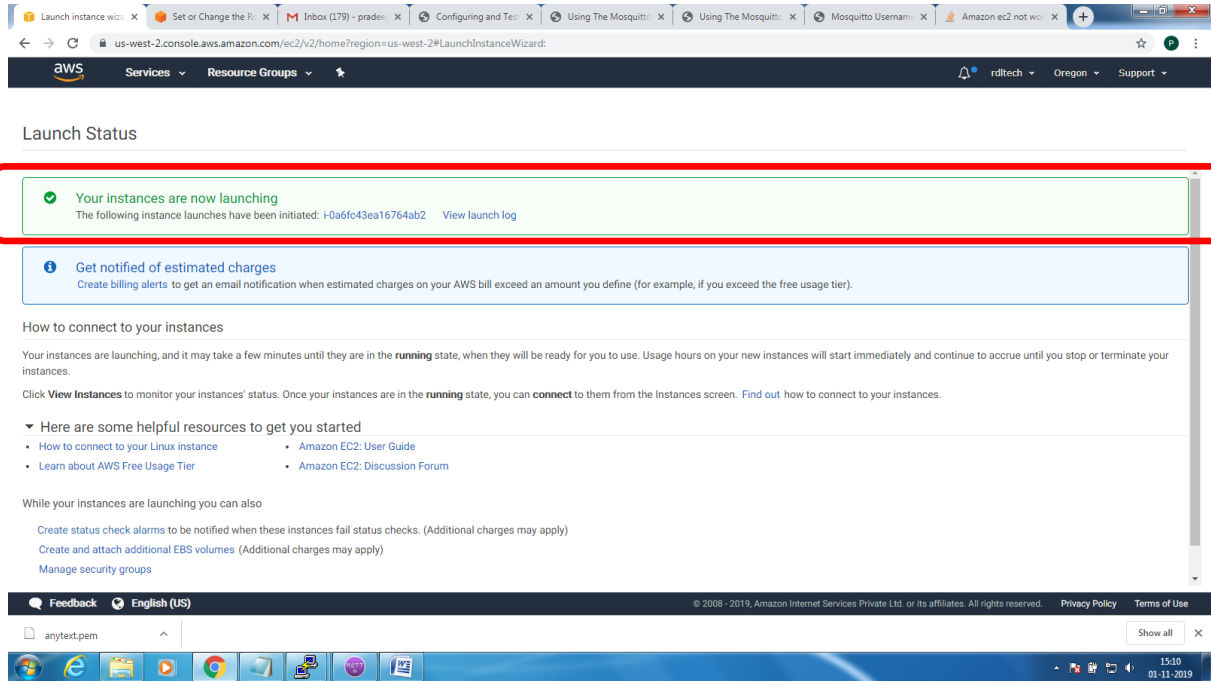 Launch instance wiza
Set or Change the Ro
Inbox (179) - pradeep
Configuring and Test
Using The Mosquitto
Using The Mosquitto
Mosquitto Username
Amazon ec2 not wor
us-west-2.console.aws.amazon.com/ec2/v2/home?region=us-west-2#LaunchInstanceWizard:
P
aws
Services
Resource Groups
rdltech
Oregon
Support
Launch Status
Your instances are now launching
The following instance launches have been initiated: i-0a6fc43ea16764ab2 View launch log
Get notified of estimated charges
Create billing alerts to get an email notification when estimated charges on your AWS bill exceed an amount you define (for example, if you exceed the free usage tier).
How to connect to your instances
Your instances are launching, and it may take a few minutes until they are in the running state, when they will be ready for you to use. Usage hours on your new instances will start immediately and continue to accrue until you stop or terminate your
instances.
Click View Instances to monitor your instances' status. Once your instances are in the running state, you can connect to them from the Instances screen. Find out how to connect to your instances.
Here are some helpful resources to get you started
• How to connect to your Linux instance • Amazon EC2: User Guide
• Learn about AWS Free Usage Tier • Amazon EC2: Discussion Forum
While your instances are launching you can also
Create status check alarms to be notified when these instances fail status checks. (Additional charges may apply)
Create and attach additional EBS volumes (Additional charges may apply)
Manage security groups
Feedback English (US) © 2008 - 2019, Amazon Internet Services Private Ltd. or its affiliates. All rights reserved. Privacy Policy Terms of Use
anytext.pem Show all
15:10
01-11-2019